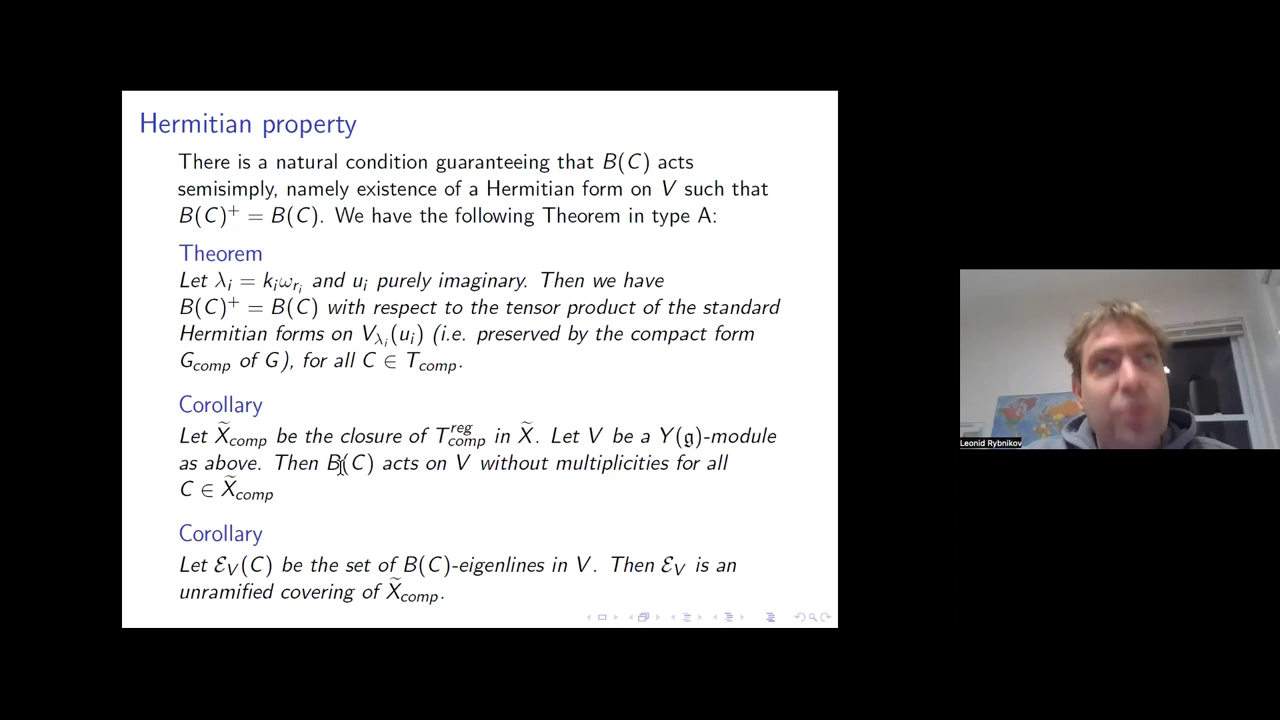 Hermitian property
There is a natural condition guaranteeing that B(C) acts
semisimply, namely existence of a Hermitian form on V such that
B(C)⁺ = B(C). We have the following Theorem in type A:
Theorem
Let λᵢ = kᵢω_{rᵢ} and uᵢ purely imaginary. Then we have
B(C)⁺ = B(C) with respect to the tensor product of the standard
Hermitian forms on V_{λᵢ}(uᵢ) (i.e. preserved by the compact form
G_{comp} of G), for all C ∈ T_{comp}.
Corollary
Let X̃_{comp} be the closure of T^{reg}_{comp} in X̃. Let V be a Y(𝔤)-module
as above. Then B(C) acts on V without multiplicities for all
C ∈ X̃_{comp}
Corollary
Let ℰ_V(C) be the set of B(C)-eigenlines in V. Then ℰ_V is an
unramified covering of X̃_{comp}.
Leonid Rybnikov